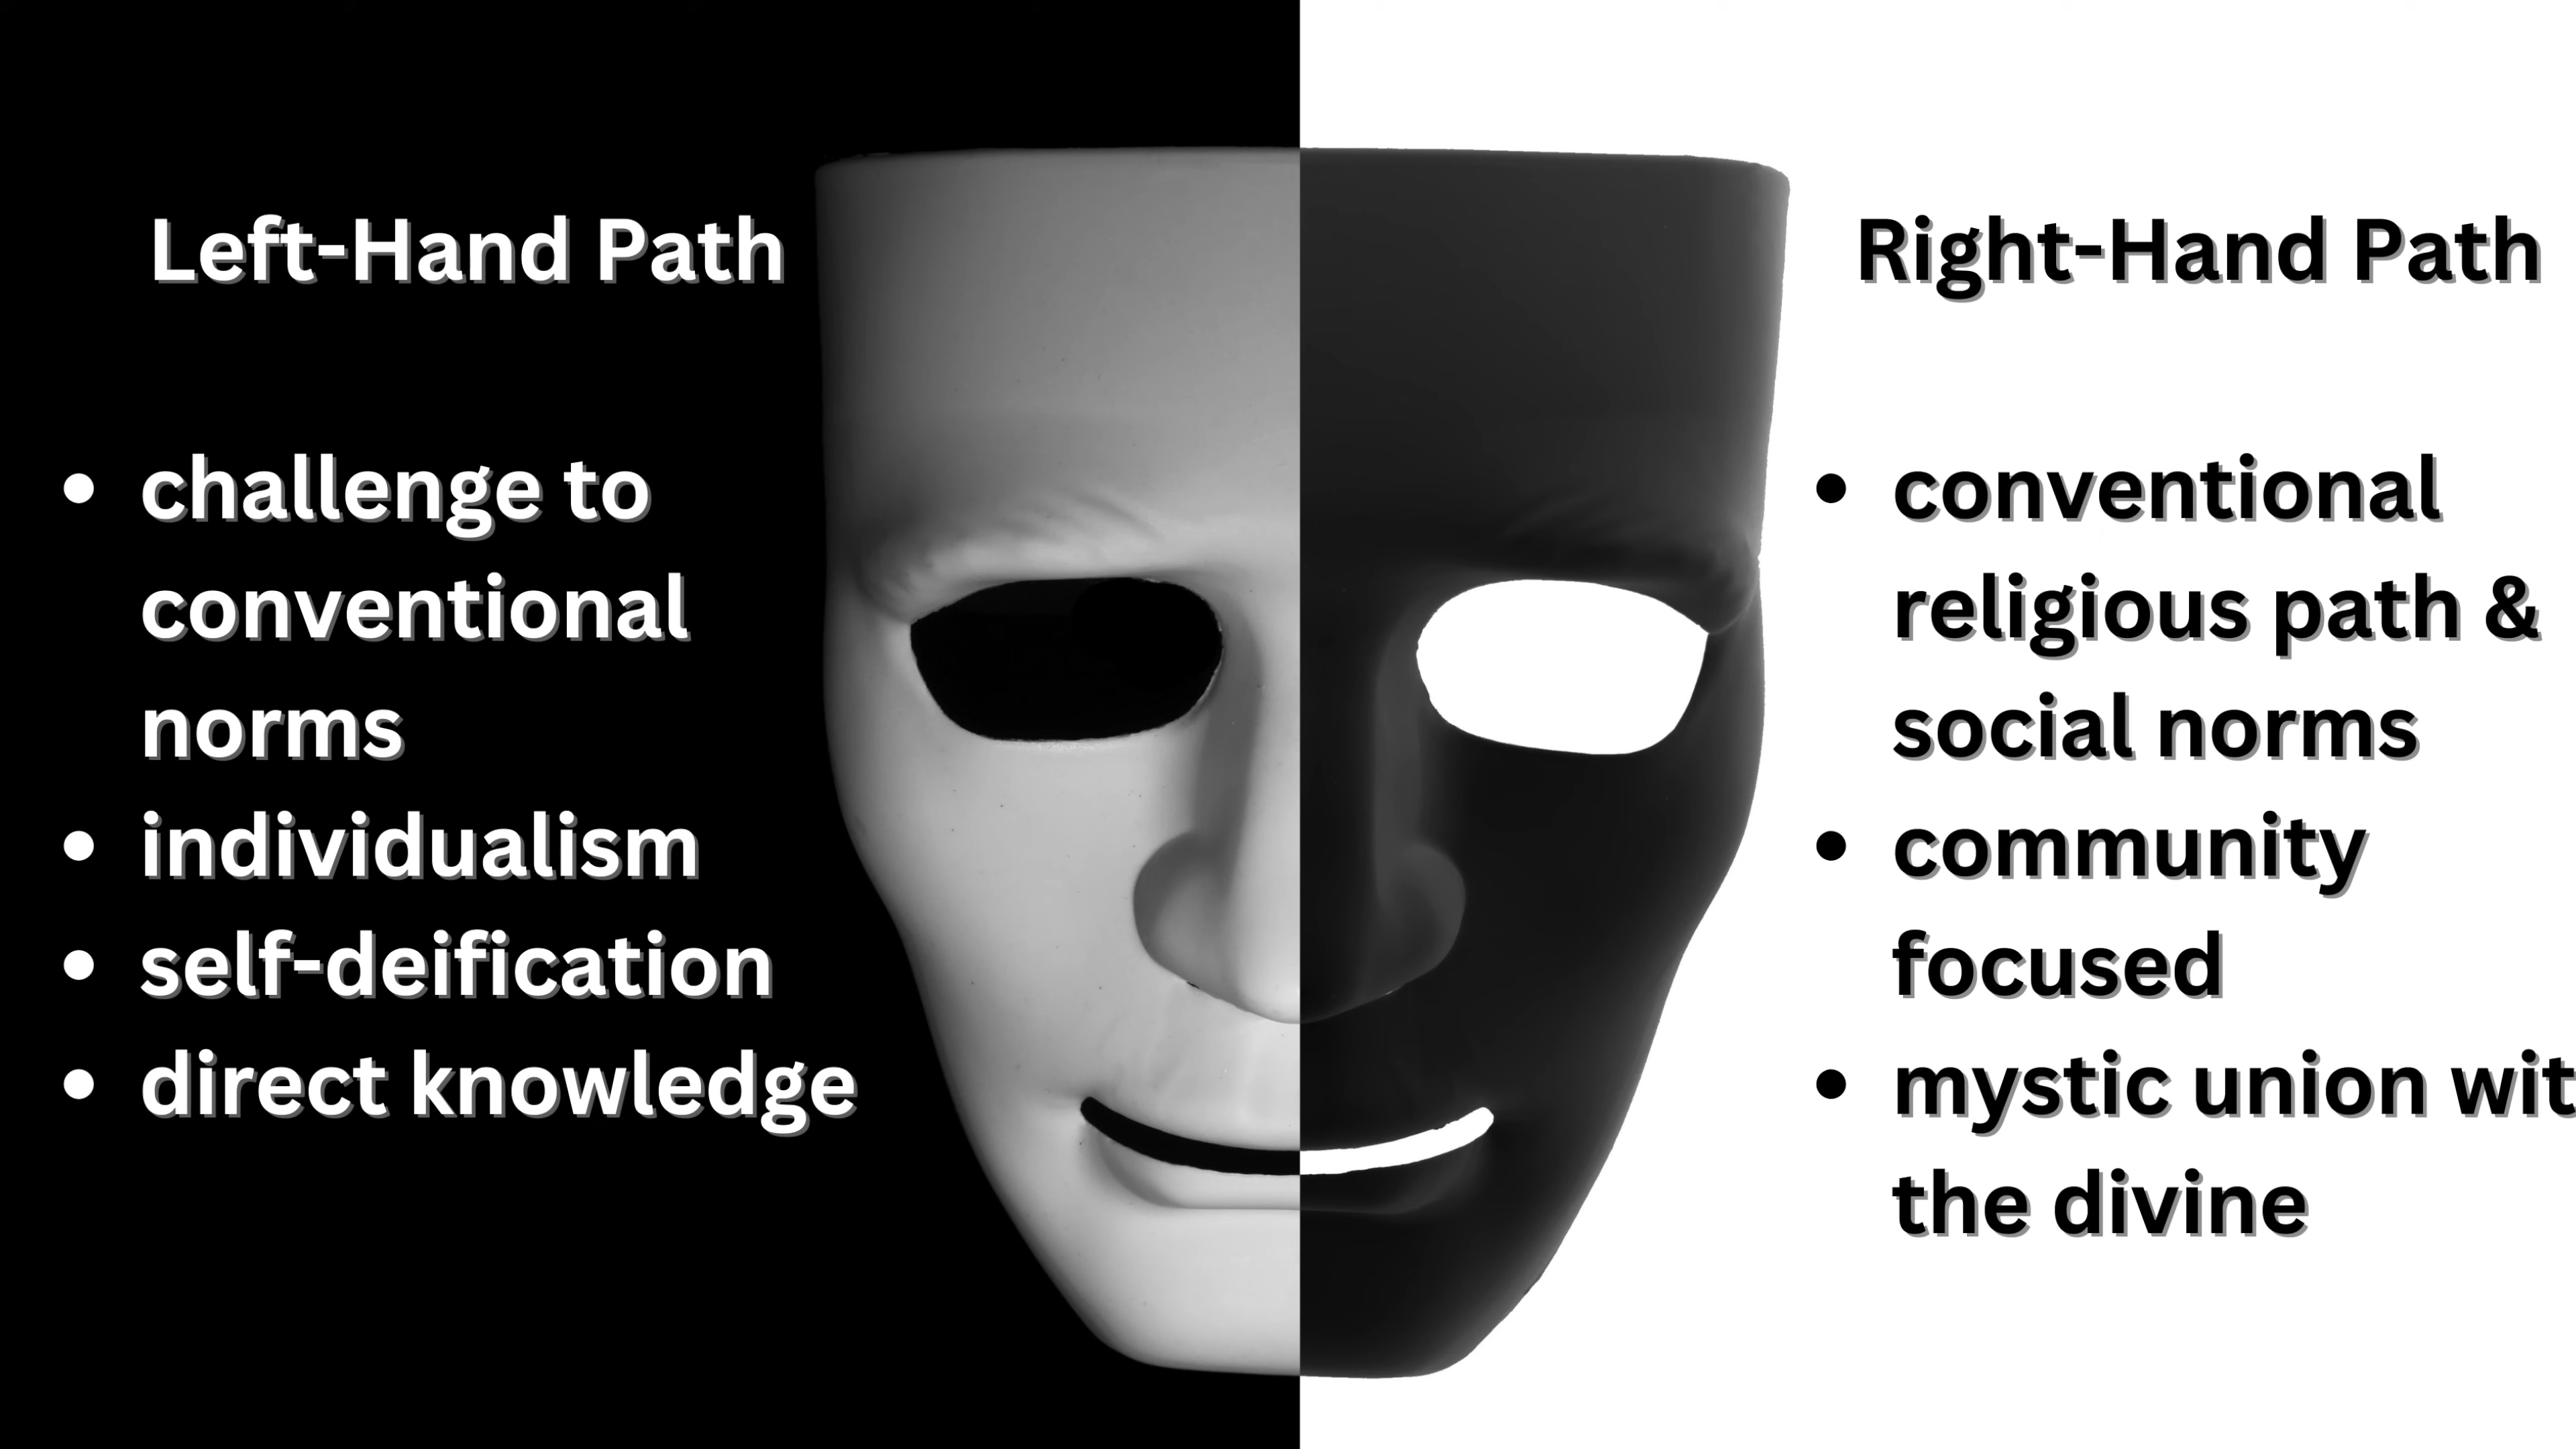 Left-Hand Path
• challenge to
conventional
norms
• individualism
• self-deification
• direct knowledge
Right-Hand Path
• conventional
religious path &
social norms
• community
focused
• mystic union wit
the divine